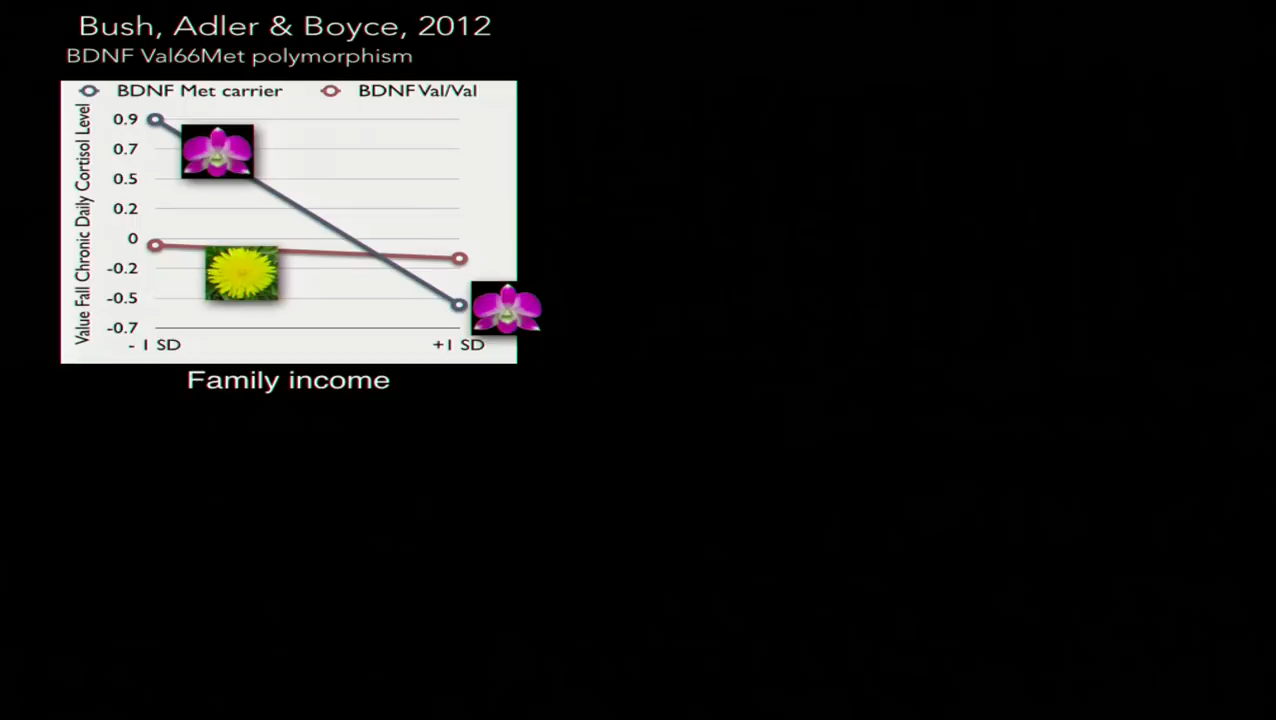 Bush, Adler & Boyce, 2012
BDNF Val66Met polymorphism
BDNF Met carrier BDNF Val/Val
Value Fall Chronic Daily Cortisol Level
0.9
0.7
0.5
0.2
0
-0.2
-0.5
-0.7
- 1 SD +1 SD
Family income